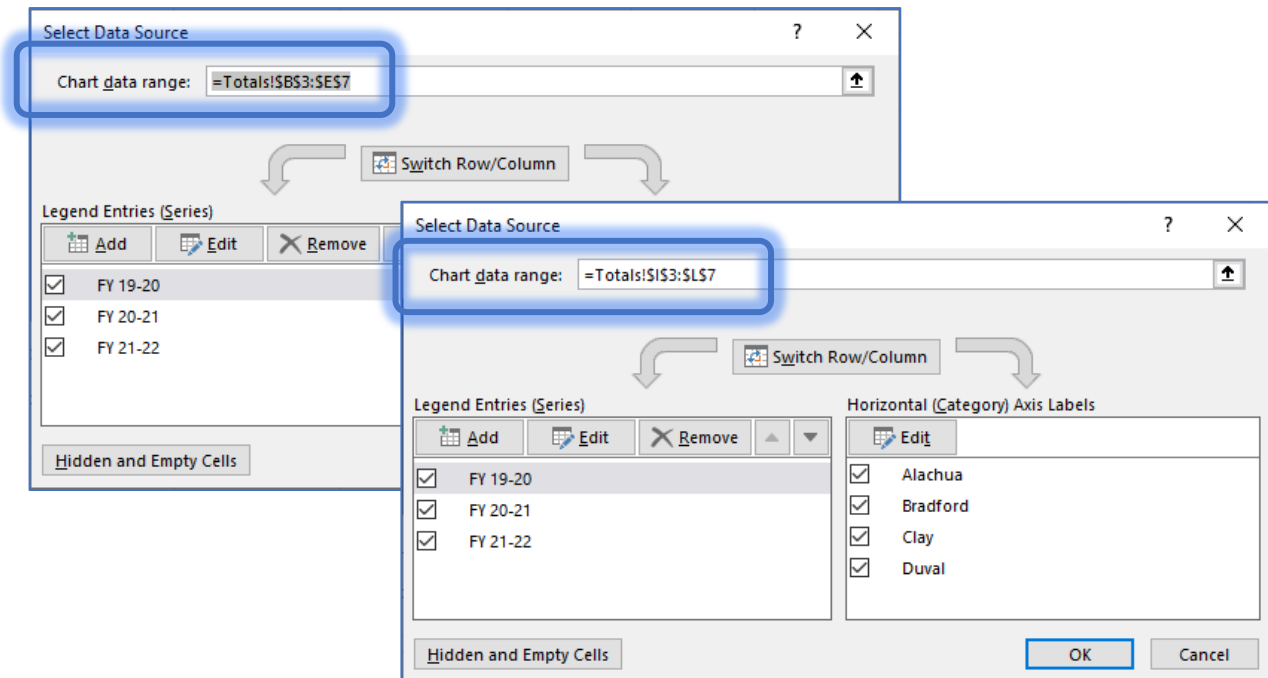 Select Data Source
?
Chart data range: =Totals!$B$3:$E$7
Switch Row/Column
Legend Entries (Series)
Add Edit Remove
FY 19-20
FY 20-21
FY 21-22
Hidden and Empty Cells
Select Data Source
?
Chart data range: =Totals!$I$3:$L$7
Switch Row/Column
Legend Entries (Series)
Add Edit Remove
FY 19-20
FY 20-21
FY 21-22
Horizontal (Category) Axis Labels
Edit
Alachua
Bradford
Clay
Duval
Hidden and Empty Cells
OK Cancel